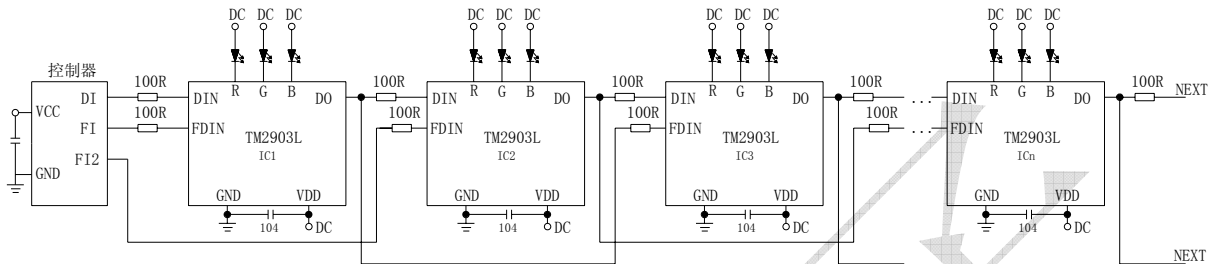 DC DC DC DC DC DC DC DC DC DC DC DC
控制器 100R 100R 100R 100R 100R
DI DIN R G B DO DIN R G B DO DIN R G B DO ... DIN R G B DO NEXT
VCC 100R 100R 100R 100R
FI FDIN FDIN FDIN ... FDIN
TM2903L TM2903L TM2903L TM2903L
FI2 IC1 IC2 IC3 ICn
GND
GND VDD GND VDD GND VDD GND VDD
104 DC 104 DC 104 DC 104 DC
NEXT